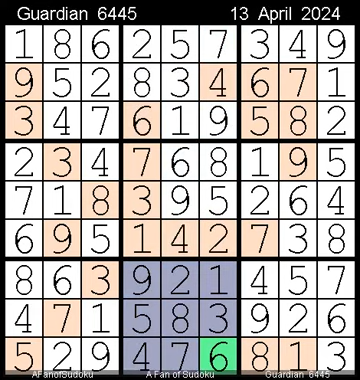 Guardian 6445 13 April 2024
1 8 6 2 5 7 3 4 9
9 5 2 8 3 4 6 7 1
3 4 7 6 1 9 5 8 2
2 3 4 7 6 8 1 9 5
7 1 8 3 9 5 2 6 4
6 9 5 1 4 2 7 3 8
8 6 3 9 2 1 4 5 7
4 7 1 5 8 3 9 2 6
5 2 9 4 7 6 8 1 3
AFanofSudoku A Fan of Sudoku Guardian 6445